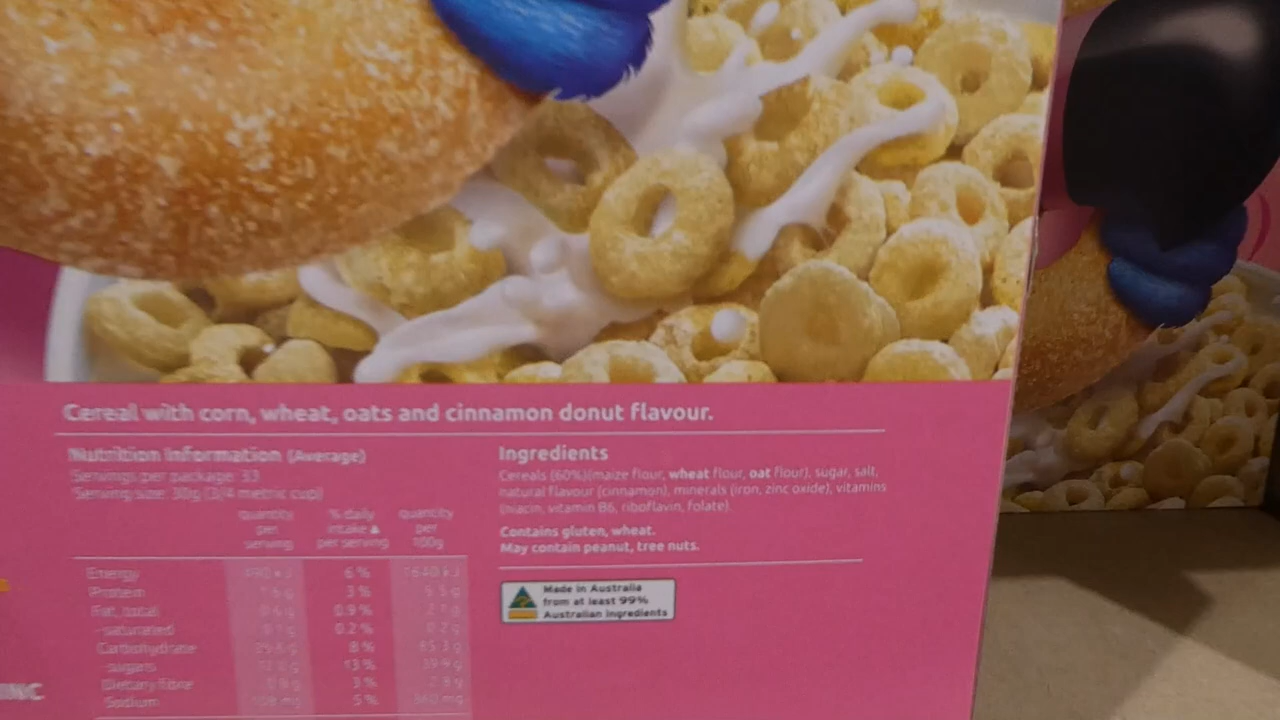 Cereal with corn, wheat, oats and cinnamon donut flavour.
Nutrition Information (Average)
Servings per package: 33
Serving size: 30g (3/4 metric cup)
quantity per serving
% daily intake ▲ per serving
quantity per 100g
Energy 6% 1640 kJ
Protein 3%
Fat, total 0.9%
- saturated 0.2%
Carbohydrate 8%
- sugars 13%
Dietary fibre 3%
Sodium 5%
Ingredients
Cereals (60%)(maize flour, wheat flour, oat flour), sugar, salt,
natural flavour (cinnamon), minerals (iron, zinc oxide), vitamins
(niacin, vitamin B6, riboflavin, folate).
Contains gluten, wheat.
May contain peanut, tree nuts.
Made in Australia
from at least 99%
Australian ingredients